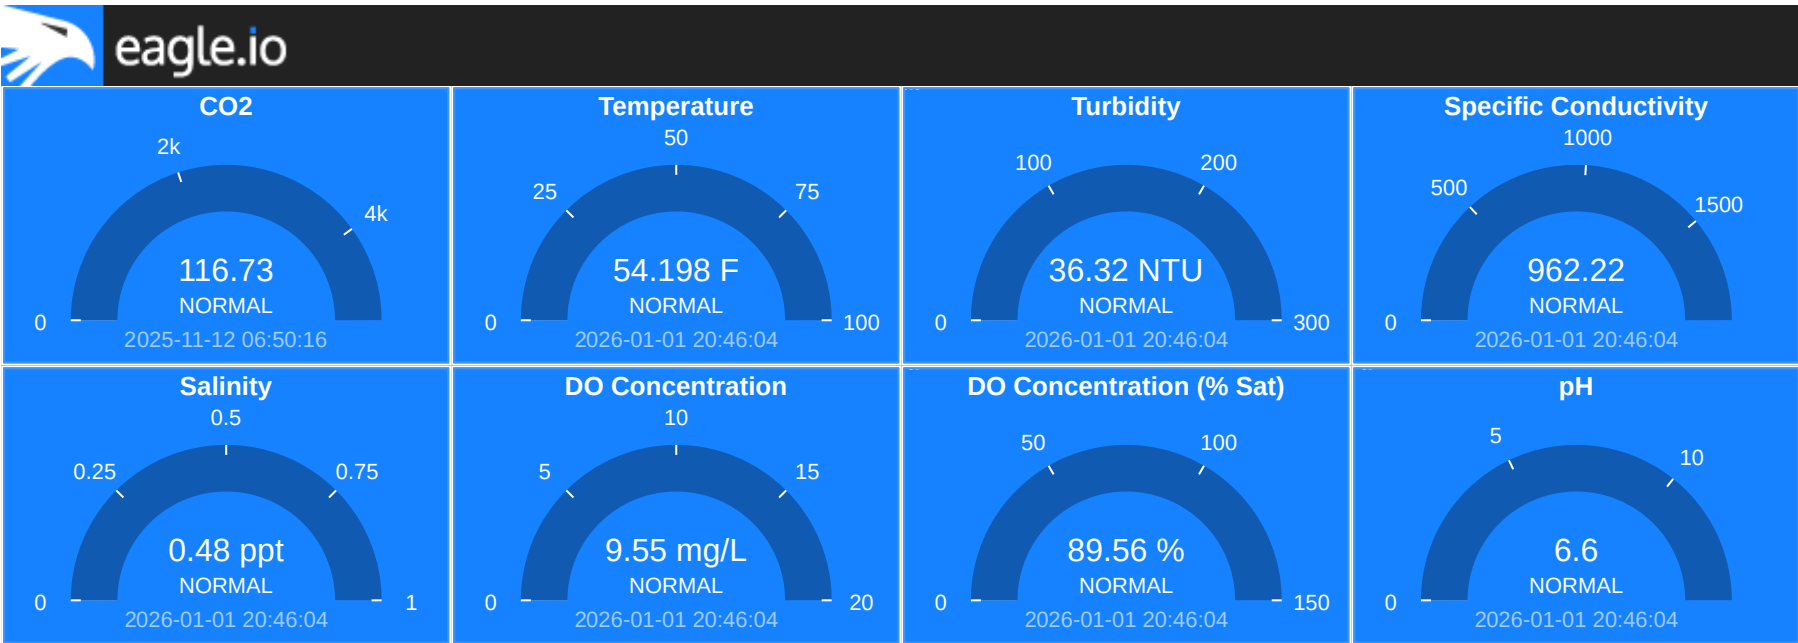 eagle.io
CO2
2k
4k
116.73
NORMAL
0
2025-11-12 06:50:16
Temperature
50
25
75
54.198 F
NORMAL
0
100
2026-01-01 20:46:04
Turbidity
100
200
36.32 NTU
NORMAL
0
300
2026-01-01 20:46:04
Specific Conductivity
1000
500
1500
962.22
NORMAL
0
2026-01-01 20:46:04
Salinity
0.5
0.25
0.75
0.48 ppt
NORMAL
0
1
2026-01-01 20:46:04
DO Concentration
10
5
15
9.55 mg/L
NORMAL
0
20
2026-01-01 20:46:04
DO Concentration (% Sat)
50
100
89.56 %
NORMAL
0
150
2026-01-01 20:46:04
pH
5
10
6.6
NORMAL
0
2026-01-01 20:46:04